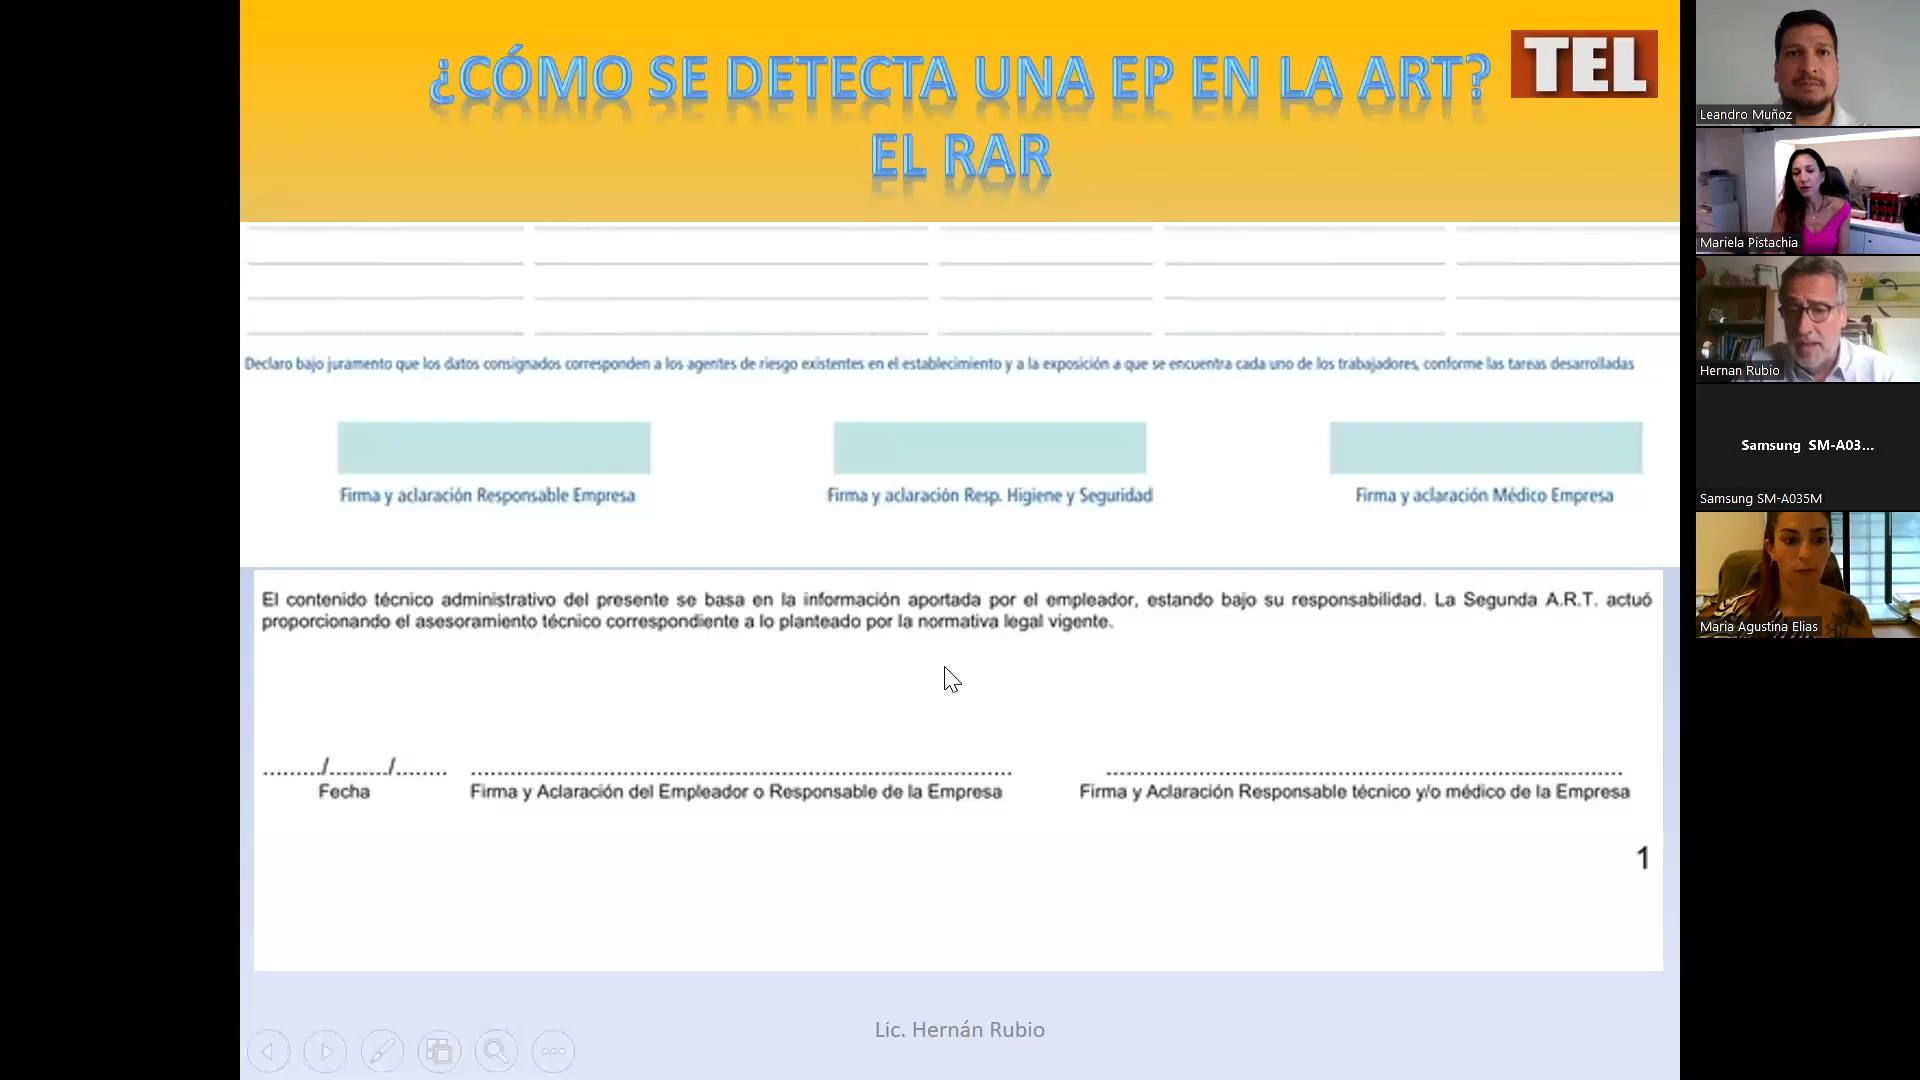 ¿CÓMO SE DETECTA UNA EP EN LA ART?
EL RAR
TEL
Declaro bajo juramento que los datos consignados corresponden a los agentes de riesgo existentes en el establecimiento y a la exposición a que se encuentra cada uno de los trabajadores, conforme las tareas desarrolladas
Firma y aclaración Responsable Empresa
Firma y aclaración Resp. Higiene y Seguridad
Firma y aclaración Médico Empresa
El contenido técnico administrativo del presente se basa en la información aportada por el empleador, estando bajo su responsabilidad. La Segunda A.R.T. actuó
proporcionando el asesoramiento técnico correspondiente a lo planteado por la normativa legal vigente.
........./........./........
Fecha
Firma y Aclaración del Empleador o Responsable de la Empresa
Firma y Aclaración Responsable técnico y/o médico de la Empresa
1
Lic. Hernán Rubio
Leandro Muñoz
Mariela Pistachia
Hernan Rubio
Samsung SM-A03...
Samsung SM-A035M
Maria Agustina Elias